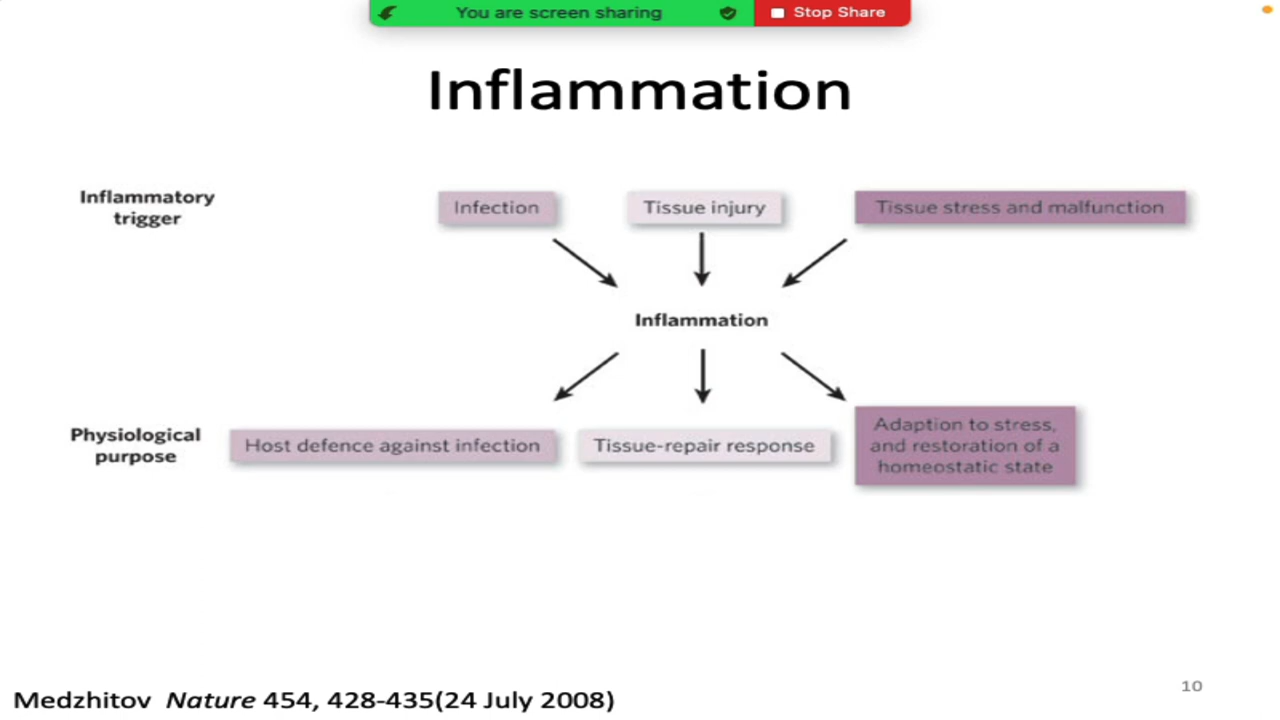 You are screen sharing
Stop Share
Inflammation
Inflammatory
trigger
Infection
Tissue injury
Tissue stress and malfunction
Inflammation
Physiological
purpose
Host defence against infection
Tissue-repair response
Adaption to stress,
and restoration of a
homeostatic state
Medzhitov Nature 454, 428-435(24 July 2008)
10